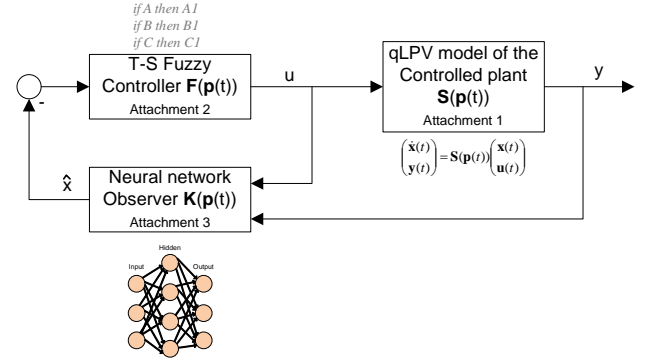 if A then A1
if B then B1
if C then C1
T-S Fuzzy
Controller F(p(t))
Attachment 2
u
qLPV model of the
Controlled plant
S(p(t))
Attachment 1
y
-
(ẋ(t) y(t)) = S(p(t)) (x(t) u(t))
x̂
Neural network
Observer K(p(t))
Attachment 3
Hidden
Input
Output